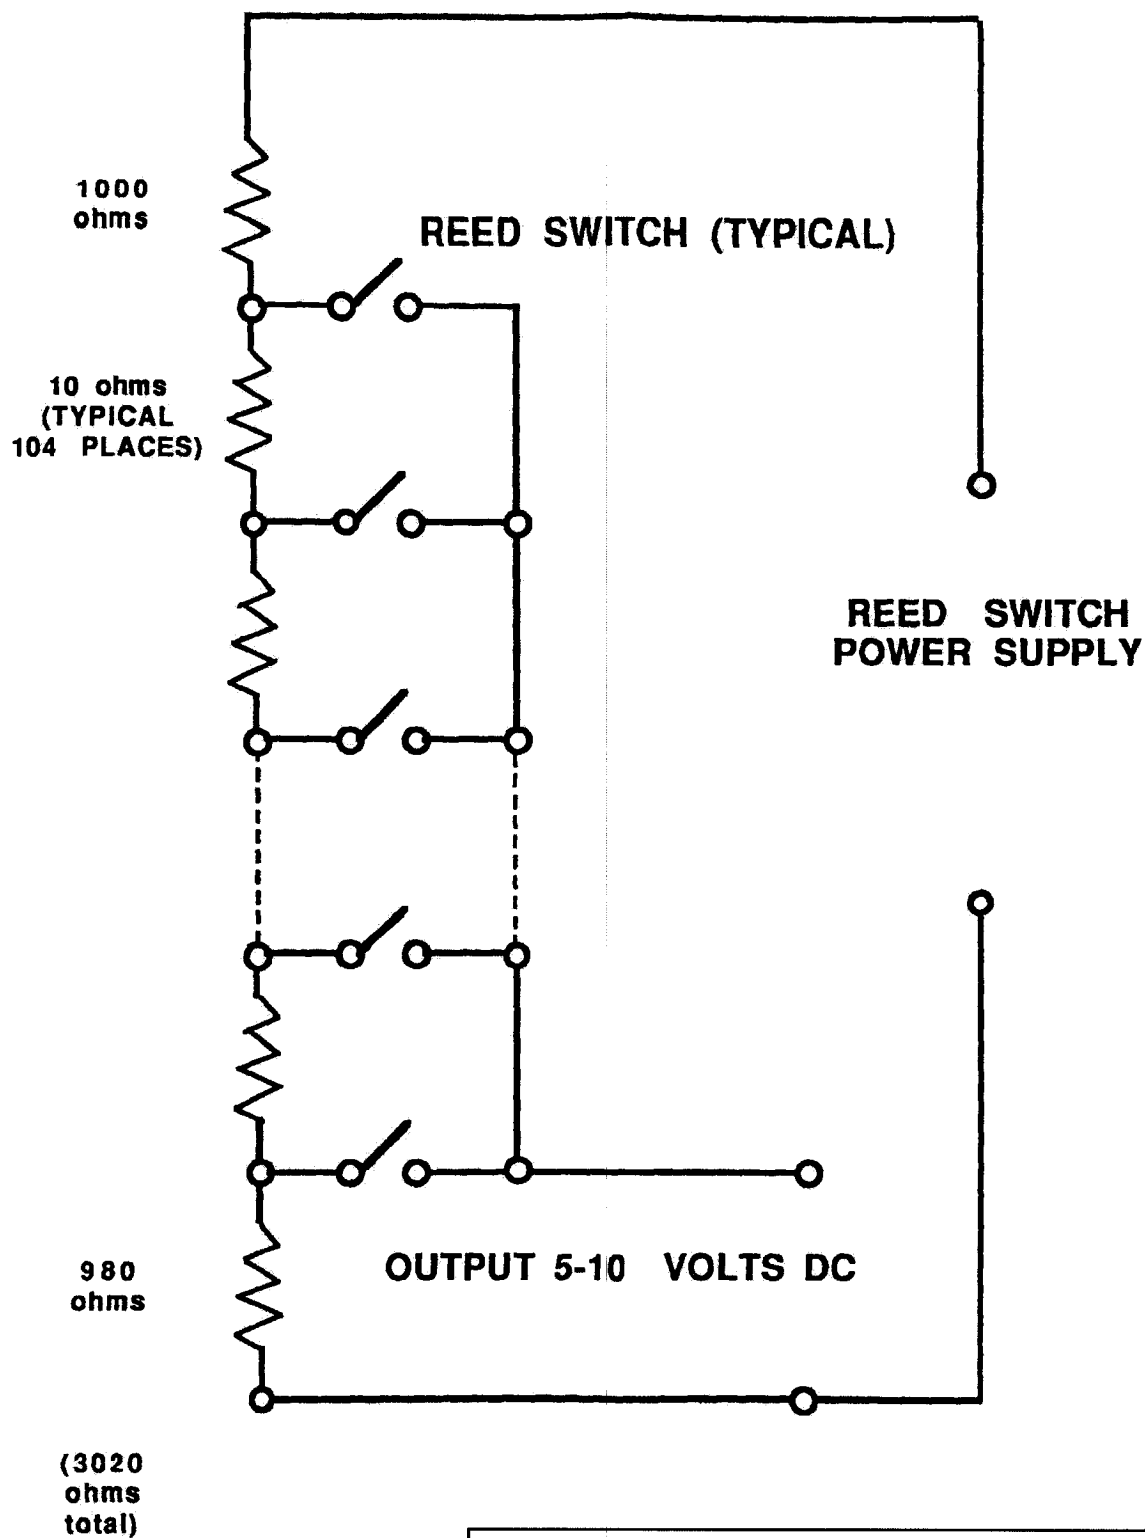 1000
ohms
REED SWITCH (TYPICAL)
10 ohms
(TYPICAL
104 PLACES)
REED SWITCH
POWER SUPPLY
OUTPUT 5-10 VOLTS DC
980
ohms
(3020
ohms
total)